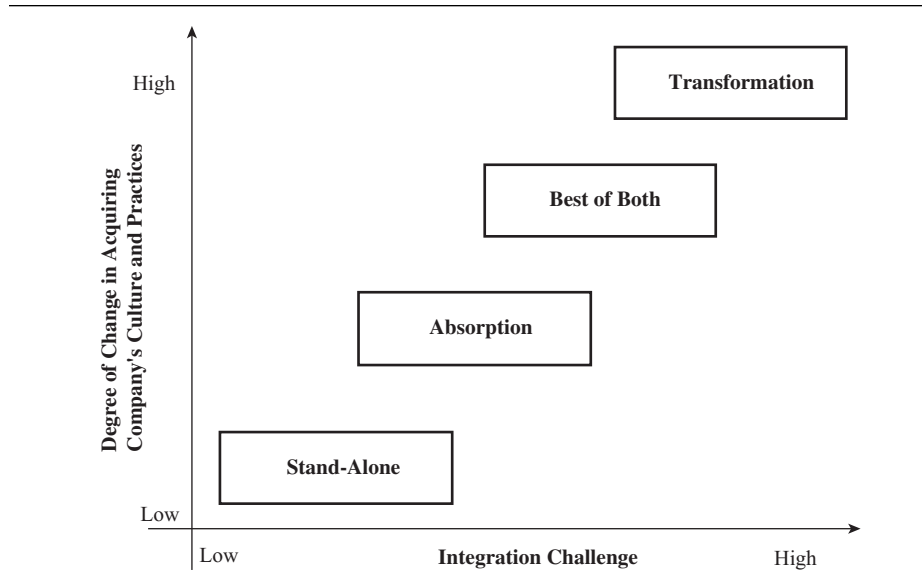 High
Transformation
Best of Both
Degree of Change in Acquiring
Company's Culture and Practices
Absorption
Stand-Alone
Low
Low
Integration Challenge
High